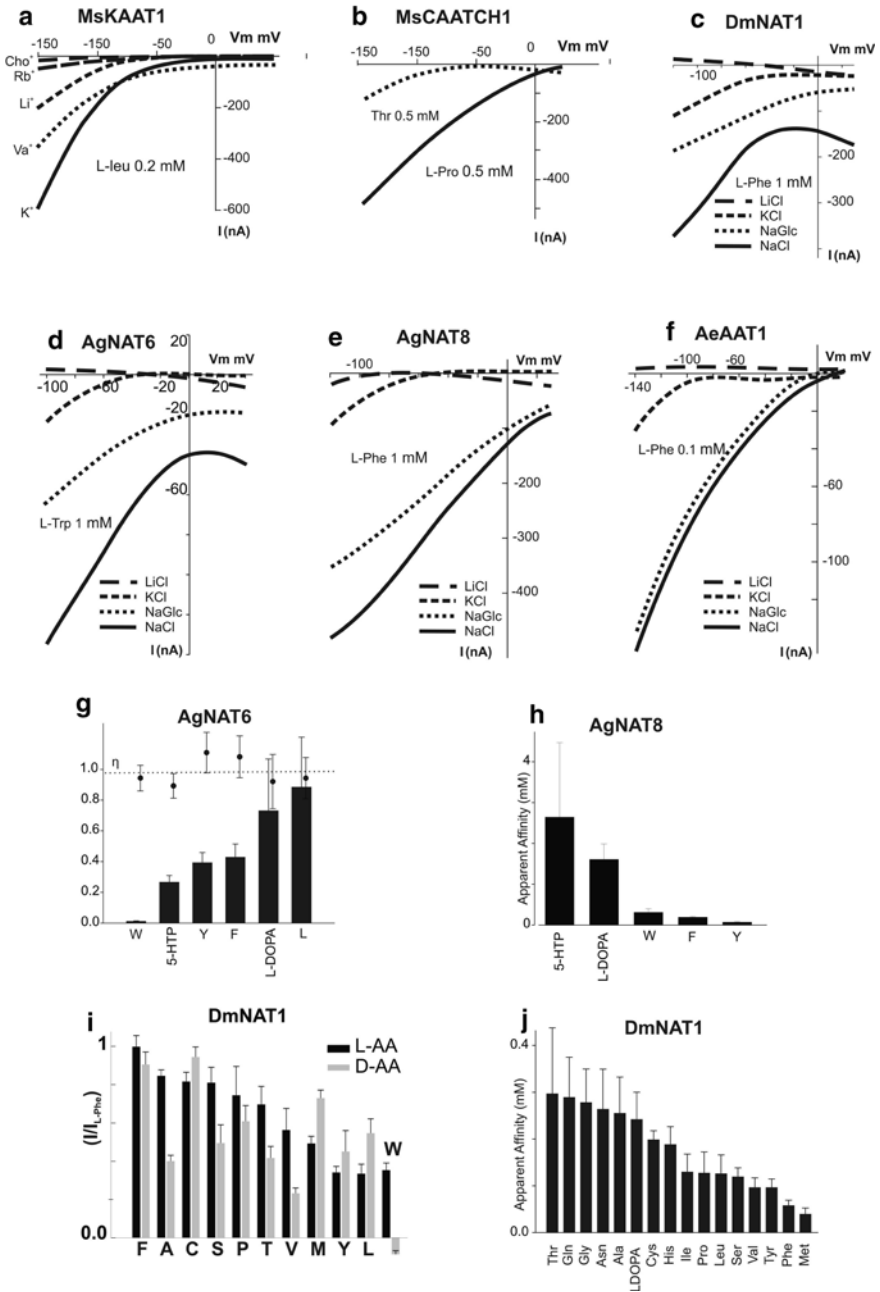 a
MsKAAT1
-150
-150
-100
-50
0
Vm mV
Cho⁺
Rb⁺
Li⁺
Va⁺
K⁺
L-leu 0.2 mM
-200
-400
-600
I (nA)
b
MsCAATCH1
-150
-100
-50
0
Vm mV
Thr 0.5 mM
L-Pro 0.5 mM
-200
-400
I (nA)
c
DmNAT1
Vm mV
-100
-200
-300
L-Phe 1 mM
LiCl
KCl
NaGlc
NaCl
I (nA)
d
AgNAT6
20
Vm mV
-100
-60
-20
20
-20
-60
L-Trp 1 mM
LiCl
KCl
NaGlc
NaCl
I (nA)
e
AgNAT8
Vm mV
-100
L-Phe 1 mM
-200
-300
-400
LiCl
KCl
NaGlc
NaCl
I (nA)
f
AeAAT1
Vm mV
-140
-100
-60
L-Phe 0.1 mM
-60
-100
LiCl
KCl
NaGlc
NaCl
I (nA)
g
AgNAT6
η
1.0
0.8
0.6
0.4
0.2
0.0
W
5-HTP
Y
F
L-DOPA
L
h
AgNAT8
Apparent Affinity (mM)
4
0
5-HTP
L-DOPA
W
F
Y
i
DmNAT1
(I/I L-Phe)
1
0.0
L-AA
D-AA
W
F A C S P T V M Y L
j
DmNAT1
Apparent Affinity (mM)
0.4
0.0
Thr
Gln
Gly
Asn
Ala
LDOPA
Cys
His
Ile
Pro
Leu
Ser
Val
Tyr
Phe
Met